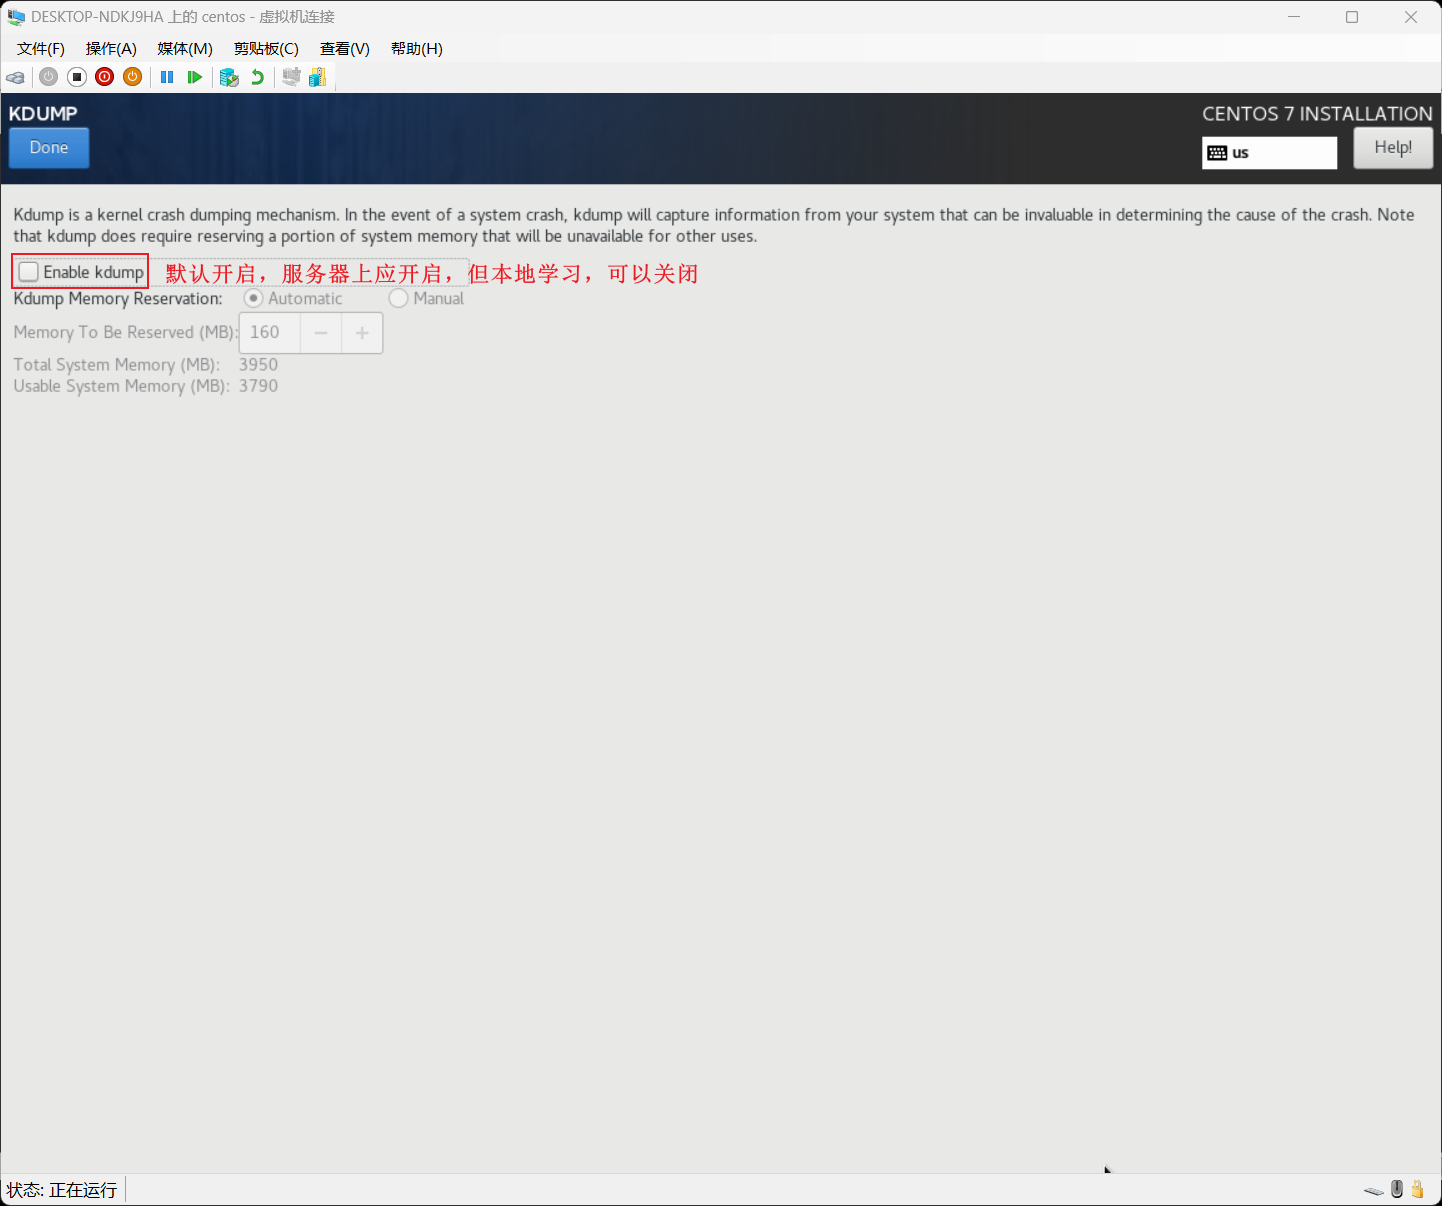 DESKTOP-NDKJ9HA 上的 centos - 虚拟机连接
文件(F) 操作(A) 媒体(M) 剪贴板(C) 查看(V) 帮助(H)
KDUMP
CENTOS 7 INSTALLATION
Done
us
Help!
Kdump is a kernel crash dumping mechanism. In the event of a system crash, kdump will capture information from your system that can be invaluable in determining the cause of the crash. Note
that kdump does require reserving a portion of system memory that will be unavailable for other uses.
Enable kdump 默认开启，服务器上应开启，但本地学习，可以关闭
Kdump Memory Reservation: Automatic Manual
Memory To Be Reserved (MB): 160 − +
Total System Memory (MB): 3950
Usable System Memory (MB): 3790
状态: 正在运行